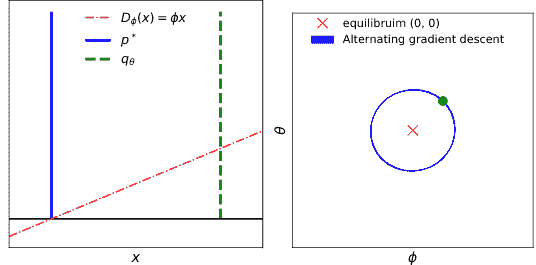 D_ϕ(x) = ϕx
p*
q_θ
x
equilibruim (0, 0)
Alternating gradient descent
θ
ϕ